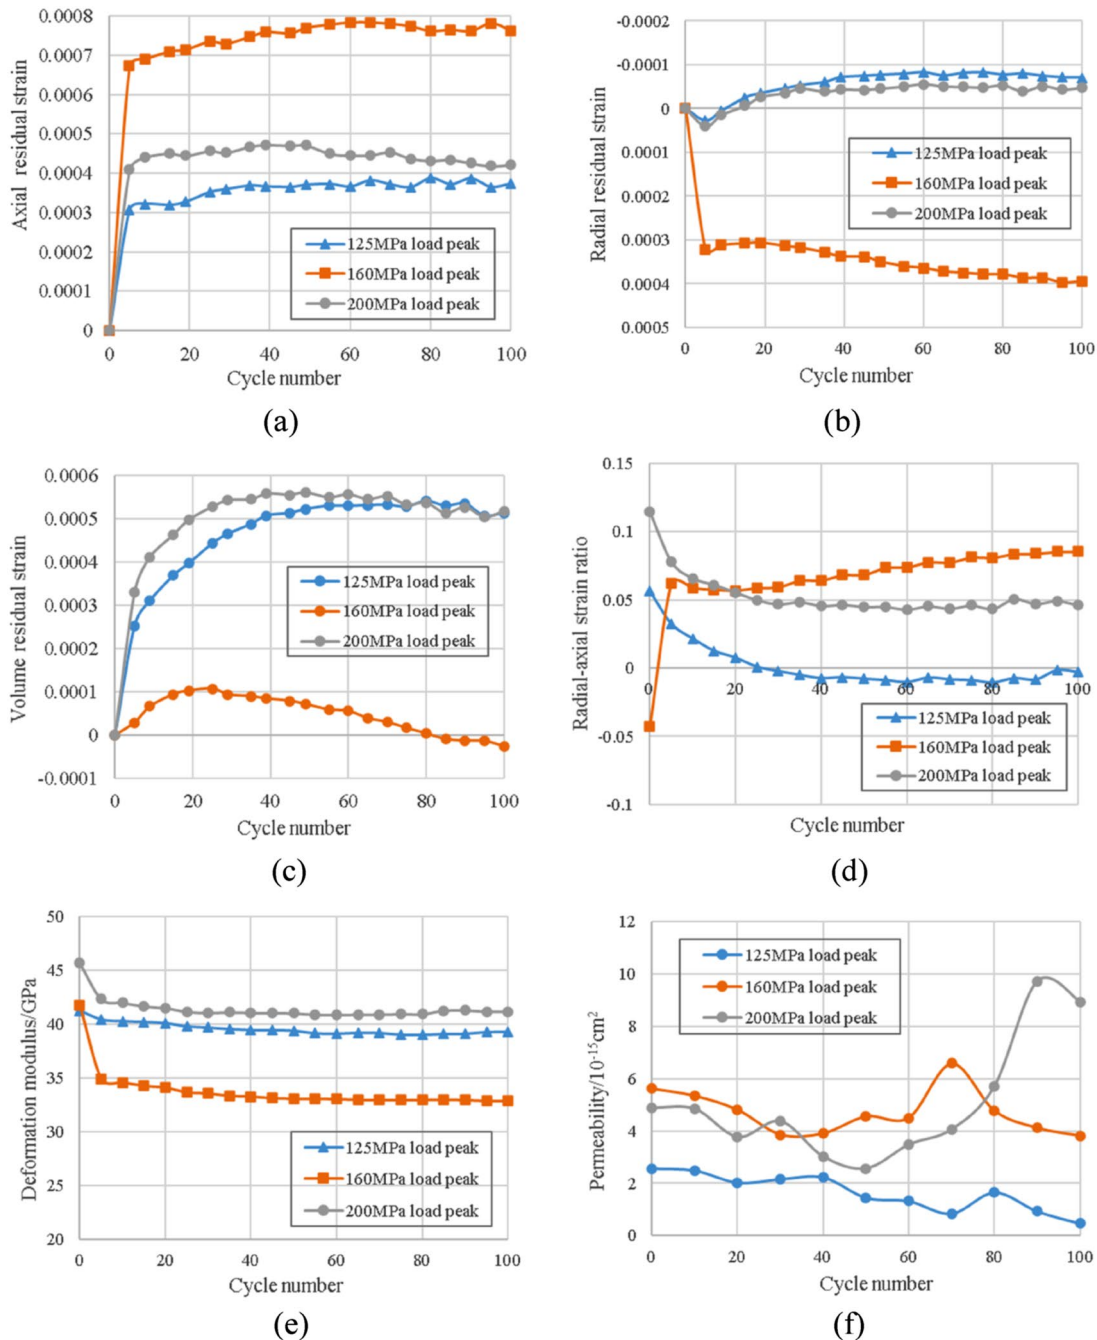 0.0008
0.0007
0.0006
0.0005
0.0004
0.0003
0.0002
0.0001
0
Axial residual strain
125MPa load peak
160MPa load peak
200MPa load peak
0 20 40 60 80 100
Cycle number
(a)
-0.0002
-0.0001
0
0.0001
0.0002
0.0003
0.0004
0.0005
Radial residual strain
125MPa load peak
160MPa load peak
200MPa load peak
0 20 40 60 80 100
Cycle number
(b)
0.0006
0.0005
0.0004
0.0003
0.0002
0.0001
0
-0.0001
Volume residual strain
125MPa load peak
160MPa load peak
200MPa load peak
0 20 40 60 80 100
Cycle number
(c)
0.15
0.1
0.05
0
-0.05
-0.1
Radial-axial strain ratio
0 20 40 60 80 100
125MPa load peak
160MPa load peak
200MPa load peak
Cycle number
(d)
50
45
40
35
30
25
20
Deformation modulus/GPa
125MPa load peak
160MPa load peak
200MPa load peak
0 20 40 60 80 100
Cycle number
(e)
12
10
8
6
4
2
0
Permeability/10⁻¹⁵cm²
125MPa load peak
160MPa load peak
200MPa load peak
0 20 40 60 80 100
Cycle number
(f)